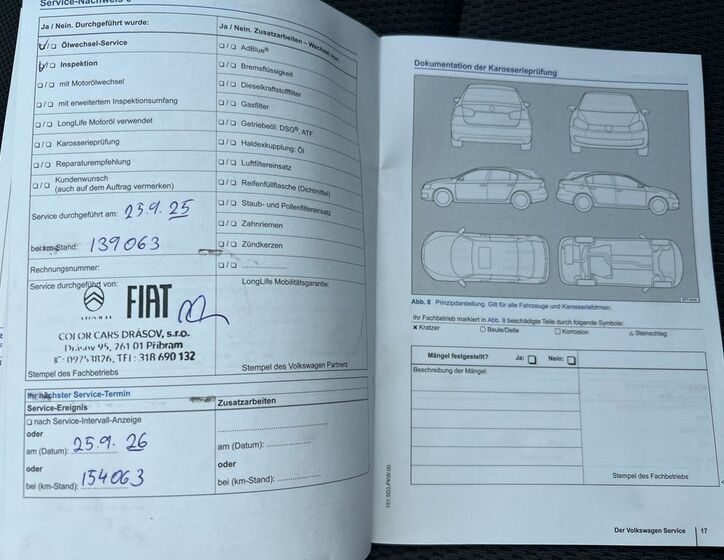 Service-Nachweis
Ja / Nein. Durchgeführt wurde:
☑/☐ Ölwechsel-Service
☑/☐ Inspektion
☐/☐ mit Motorölwechsel
☐/☐ mit erweitertem Inspektionsumfang
☐/☐ LongLife Motoröl verwendet
☐/☐ Karosserieprüfung
☐/☐ Reparaturempfehlung
☐/☐ Kundenwunsch
(auch auf dem Auftrag vermerken)
Service durchgeführt am: 25.9.25
bei km-Stand: 139063
Rechnungsnummer:
Service durchgeführt von:
FIAT
COLOR CARS DRÁSOV, s.r.o.
Drásov 95, 261 01 Příbram
IČ: 09753876, TEL: 318 690 132
Stempel des Fachbetriebs
Ja / Nein. Zusatzarbeiten – Wechsel von:
☐/☐ AdBlue®
☐/☐ Bremsflüssigkeit
☐/☐ Dieselkraftstofffilter
☐/☐ Gasfilter
☐/☐ Getriebeöl: DSG®, ATF
☐/☐ Haldexkupplung: Öl
☐/☐ Luftfiltereinsatz
☐/☐ Reifenfüllflasche (Dichtmittel)
☐/☐ Staub- und Pollenfiltereinsatz
☐/☐ Zahnriemen
☐/☐ Zündkerzen
☐/☐ ................
LongLife Mobilitätsgarantie:
Stempel des Volkswagen Partners
Ihr nächster Service-Termin
Service-Ereignis
☐ nach Service-Intervall-Anzeige
oder
am (Datum): 25.9.26
oder
bei (km-Stand): 154063
Zusatzarbeiten
am (Datum): ................
oder
bei (km-Stand): ................
Dokumentation der Karosserieprüfung
Abb. 8 Prinzipdarstellung. Gilt für alle Fahrzeuge und Karosserieformen.
Ihr Fachbetrieb markiert in Abb. 8 beschädigte Teile durch folgende Symbole:
✕ Kratzer ○ Beule/Delle □ Korrosion △ Steinschlag
Mängel festgestellt? Ja: ☐ Nein: ☐
Beschreibung der Mängel:
Stempel des Fachbetriebs
151.5D3.PKW.00
Der Volkswagen Service 17